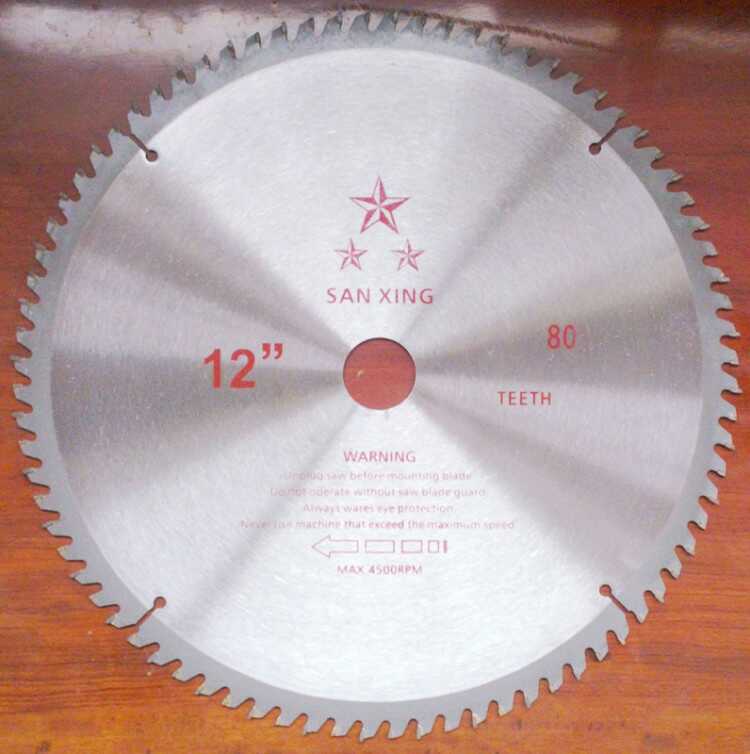 SAN XING
12”
80
TEETH
WARNING
Unplug saw before mounting blade
Do not operate without saw blade guard
Always wares eye protection
Never use machine that exceed the maximum speed
MAX 4500RPM